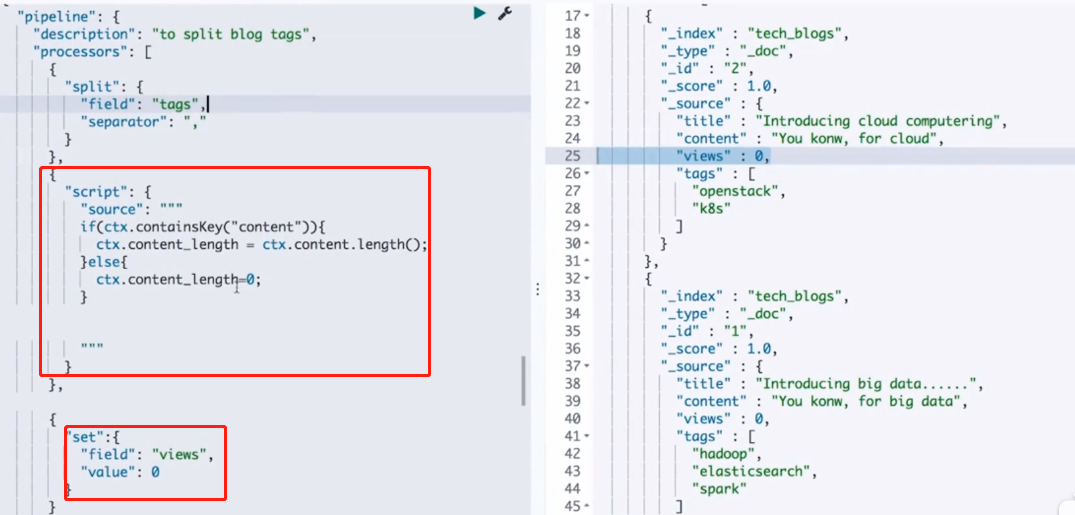 "pipeline": {
"description": "to split blog tags",
"processors": [
{
"split": {
"field": "tags",
"separator": ","
}
},
{
"script": {
"source": """
if(ctx.containsKey("content")){
ctx.content_length = ctx.content.length();
}else{
ctx.content_length=0;
}
"""
}
},
{
"set":{
"field": "views",
"value": 0
}
}
17 {
18 "_index" : "tech_blogs",
19 "_type" : "_doc",
20 "_id" : "2",
21 "_score" : 1.0,
22 "_source" : {
23 "title" : "Introducing cloud computering",
24 "content" : "You konw, for cloud",
25 "views" : 0,
26 "tags" : [
27 "openstack",
28 "k8s"
29 ]
30 }
31 },
32 {
33 "_index" : "tech_blogs",
34 "_type" : "_doc",
35 "_id" : "1",
36 "_score" : 1.0,
37 "_source" : {
38 "title" : "Introducing big data......",
39 "content" : "You konw, for big data",
40 "views" : 0,
41 "tags" : [
42 "hadoop",
43 "elasticsearch",
44 "spark"
45 ]